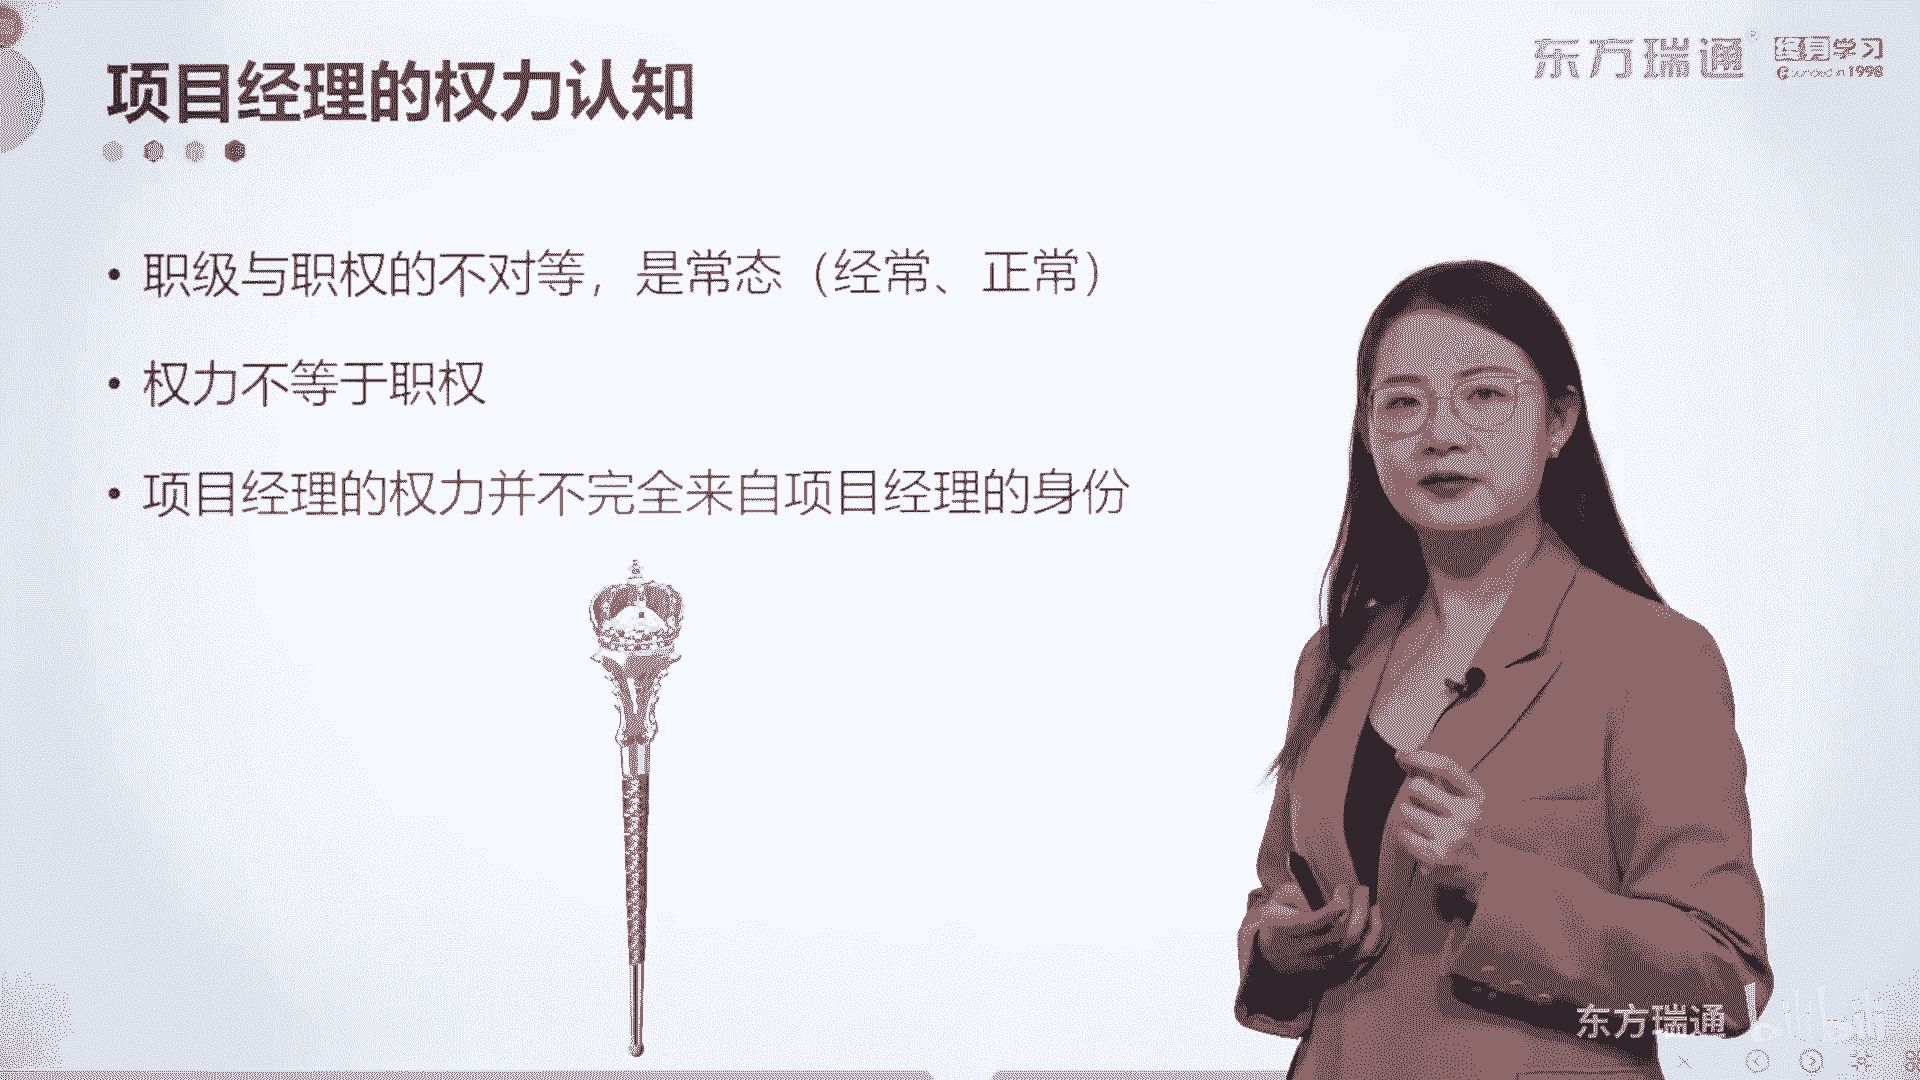 项目经理的权力认知
东方瑞通
终身学习
Founded in 1998
• 职级与职权的不对等，是常态（经常、正常）
• 权力不等于职权
• 项目经理的权力并不完全来自项目经理的身份
东方瑞通
bilibili